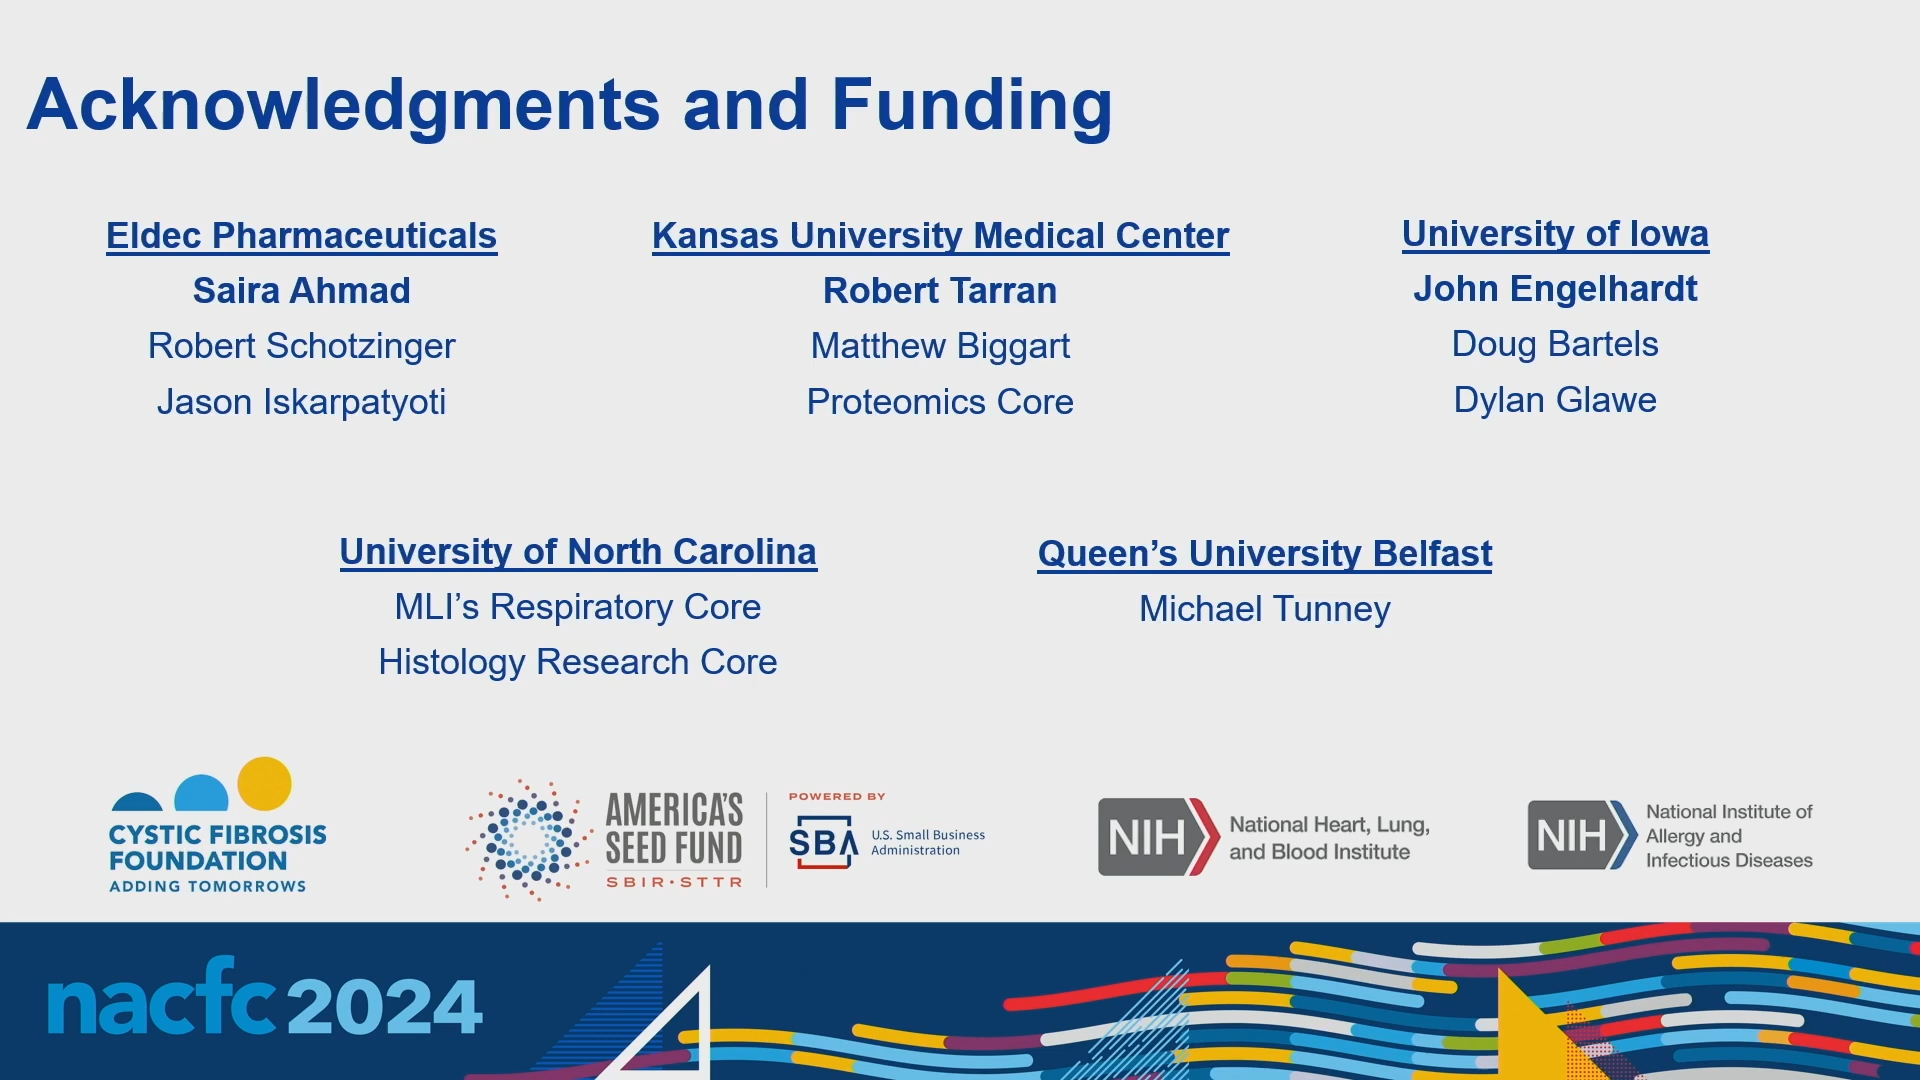 Acknowledgments and Funding
Eldec Pharmaceuticals
Saira Ahmad
Robert Schotzinger
Jason Iskarpatyoti
Kansas University Medical Center
Robert Tarran
Matthew Biggart
Proteomics Core
University of Iowa
John Engelhardt
Doug Bartels
Dylan Glawe
University of North Carolina
MLI’s Respiratory Core
Histology Research Core
Queen’s University Belfast
Michael Tunney
CYSTIC FIBROSIS
FOUNDATION
ADDING TOMORROWS
AMERICA'S
SEED FUND
SBIR·STTR
POWERED BY
SBA
U.S. Small Business
Administration
NIH
National Heart, Lung,
and Blood Institute
NIH
National Institute of
Allergy and
Infectious Diseases
nacfc 2024